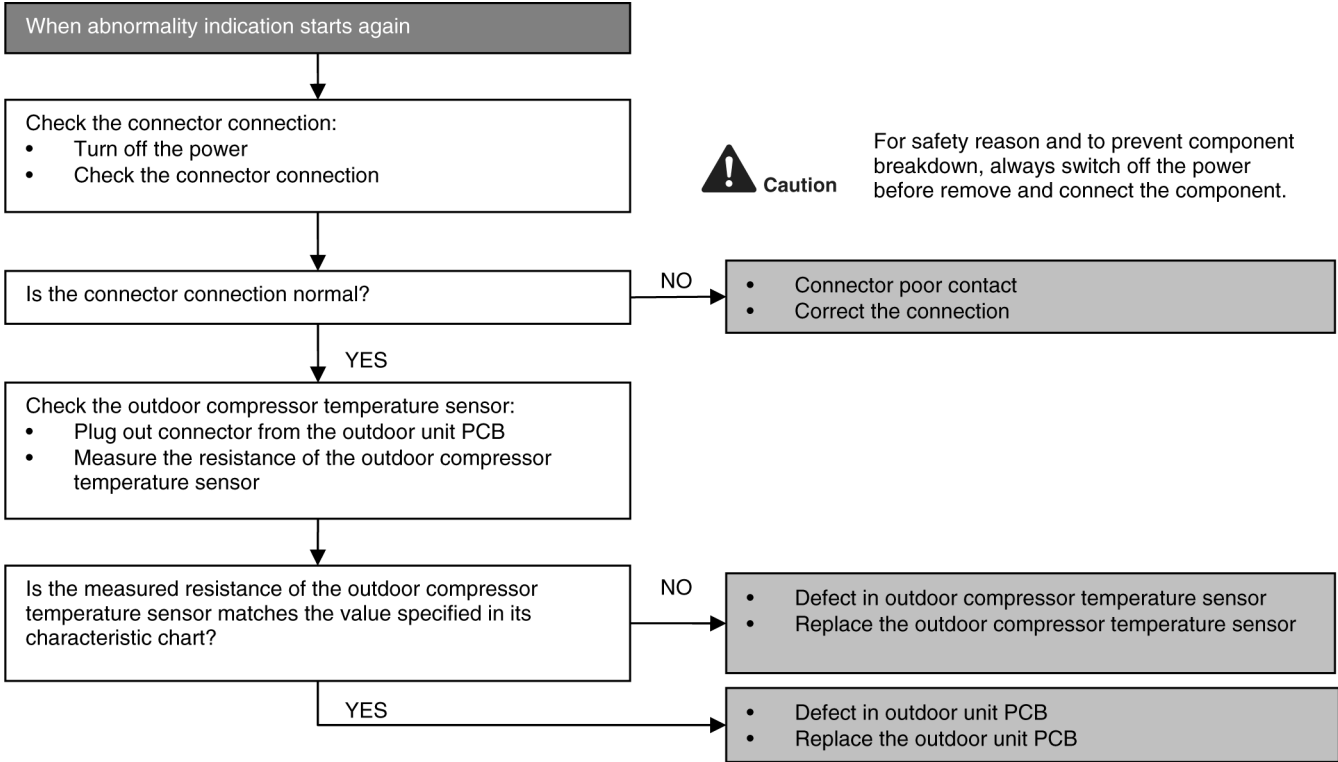 When abnormality indication starts again
Check the connector connection:
• Turn off the power
• Check the connector connection
Caution
For safety reason and to prevent component
breakdown, always switch off the power
before remove and connect the component.
Is the connector connection normal?
NO
• Connector poor contact
• Correct the connection
YES
Check the outdoor compressor temperature sensor:
• Plug out connector from the outdoor unit PCB
• Measure the resistance of the outdoor compressor
temperature sensor
Is the measured resistance of the outdoor compressor
temperature sensor matches the value specified in its
characteristic chart?
NO
• Defect in outdoor compressor temperature sensor
• Replace the outdoor compressor temperature sensor
YES
• Defect in outdoor unit PCB
• Replace the outdoor unit PCB